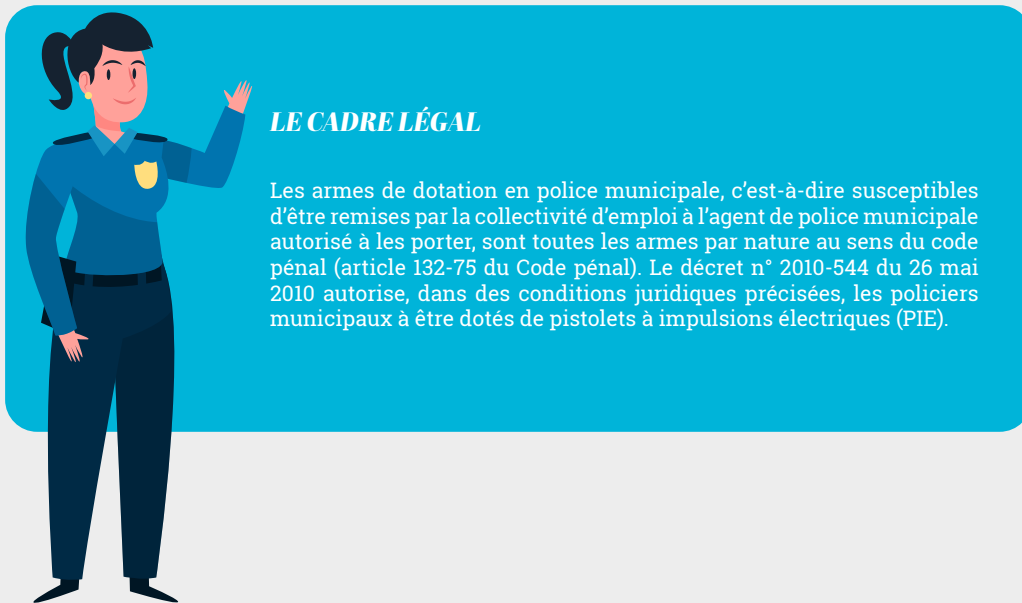 LE CADRE LÉGAL
Les armes de dotation en police municipale, c’est-à-dire susceptibles
d’être remises par la collectivité d’emploi à l’agent de police municipale
autorisé à les porter, sont toutes les armes par nature au sens du code
pénal (article 132-75 du Code pénal). Le décret n° 2010-544 du 26 mai
2010 autorise, dans des conditions juridiques précisées, les policiers
municipaux à être dotés de pistolets à impulsions électriques (PIE).